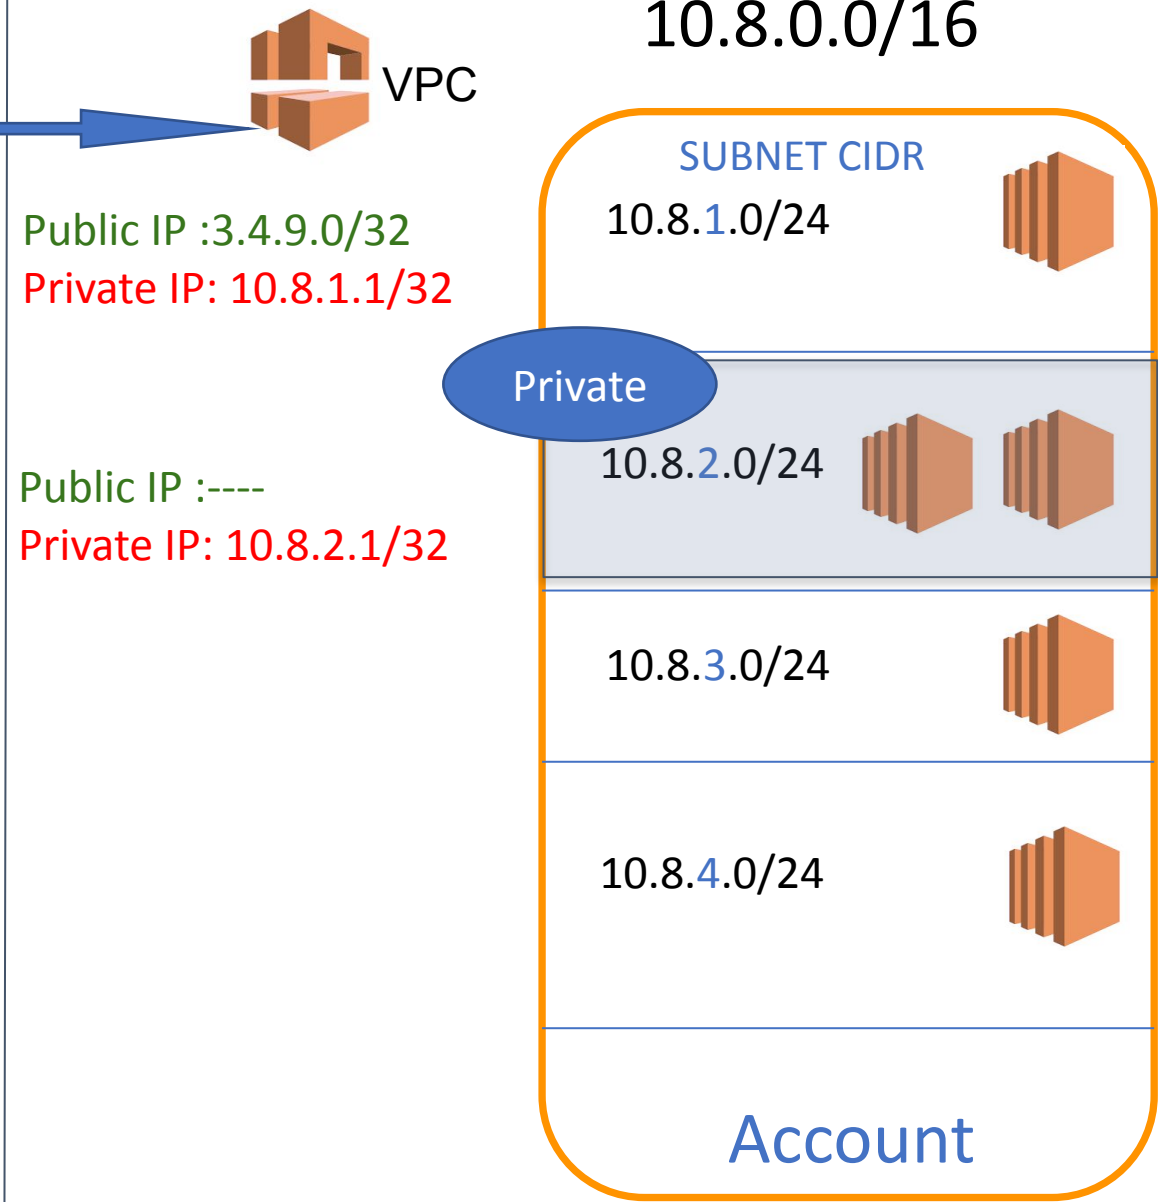 10.8.0.0/16
VPC
SUBNET CIDR
10.8.1.0/24
Public IP :3.4.9.0/32
Private IP: 10.8.1.1/32
Private
10.8.2.0/24
Public IP :----
Private IP: 10.8.2.1/32
10.8.3.0/24
10.8.4.0/24
Account